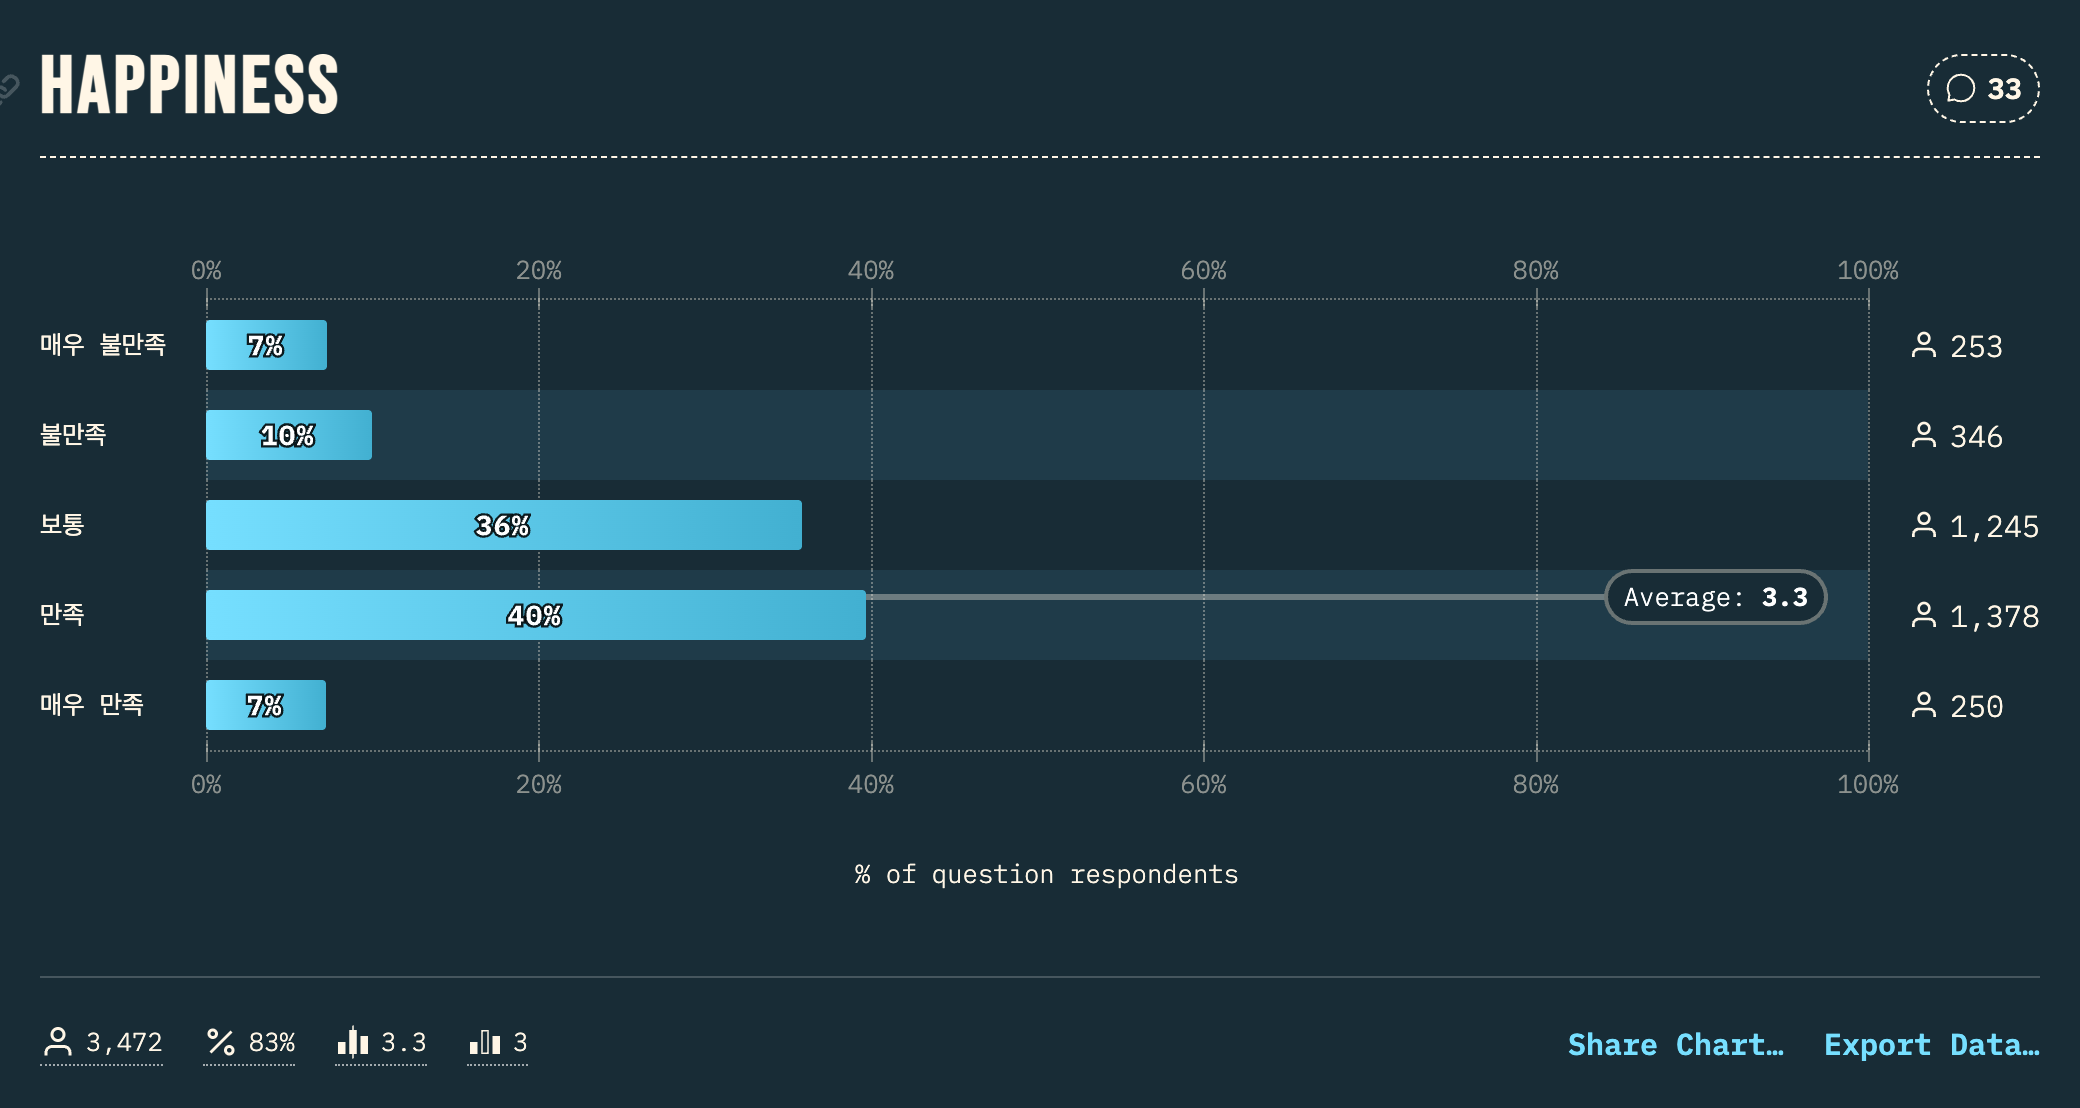 HAPPINESS
33
0% 20% 40% 60% 80% 100%
매우 불만족 7% 253
불만족 10% 346
보통 36% 1,245
만족 40% Average: 3.3 1,378
매우 만족 7% 250
0% 20% 40% 60% 80% 100%
% of question respondents
3,472 83% 3.3 3 Share Chart… Export Data…